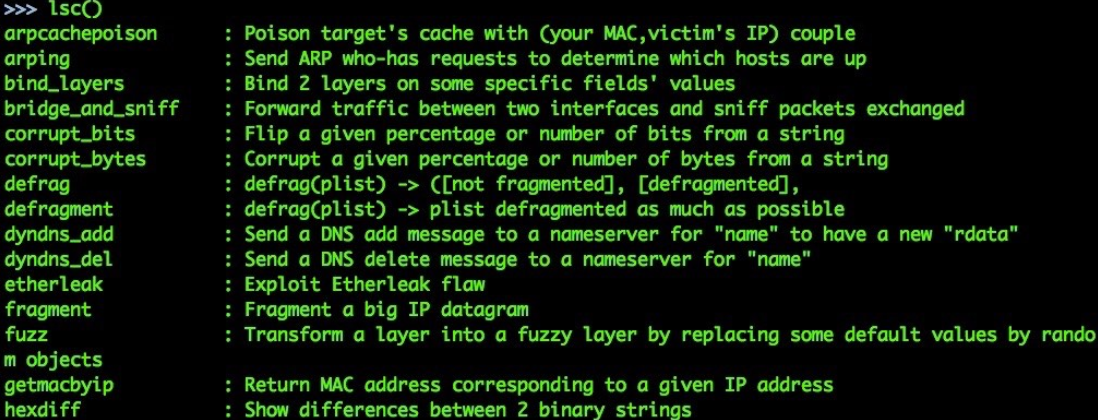 >>> lsc()
arpcachepoison : Poison target's cache with (your MAC,victim's IP) couple
arping : Send ARP who-has requests to determine which hosts are up
bind_layers : Bind 2 layers on some specific fields' values
bridge_and_sniff : Forward traffic between two interfaces and sniff packets exchanged
corrupt_bits : Flip a given percentage or number of bits from a string
corrupt_bytes : Corrupt a given percentage or number of bytes from a string
defrag : defrag(plist) -> ([not fragmented], [defragmented],
defragment : defrag(plist) -> plist defragmented as much as possible
dyndns_add : Send a DNS add message to a nameserver for "name" to have a new "rdata"
dyndns_del : Send a DNS delete message to a nameserver for "name"
etherleak : Exploit Etherleak flaw
fragment : Fragment a big IP datagram
fuzz : Transform a layer into a fuzzy layer by replacing some default values by rando
m objects
getmacbyip : Return MAC address corresponding to a given IP address
hexdiff : Show differences between 2 binary strings